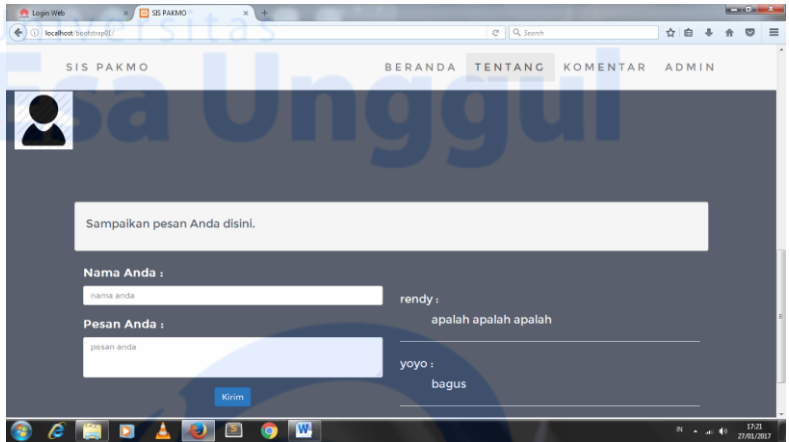 Login Web
SIS PAKMO
localhost/bootstrap01/
Search
Universitas
Esa Unggul
SIS PAKMO
BERANDA TENTANG KOMENTAR ADMIN
Sampaikan pesan Anda disini.
Nama Anda :
nama anda
Pesan Anda :
pesan anda
Kirim
rendy :
apalah apalah apalah
yoyo :
bagus
IN
17:21
27/01/2017